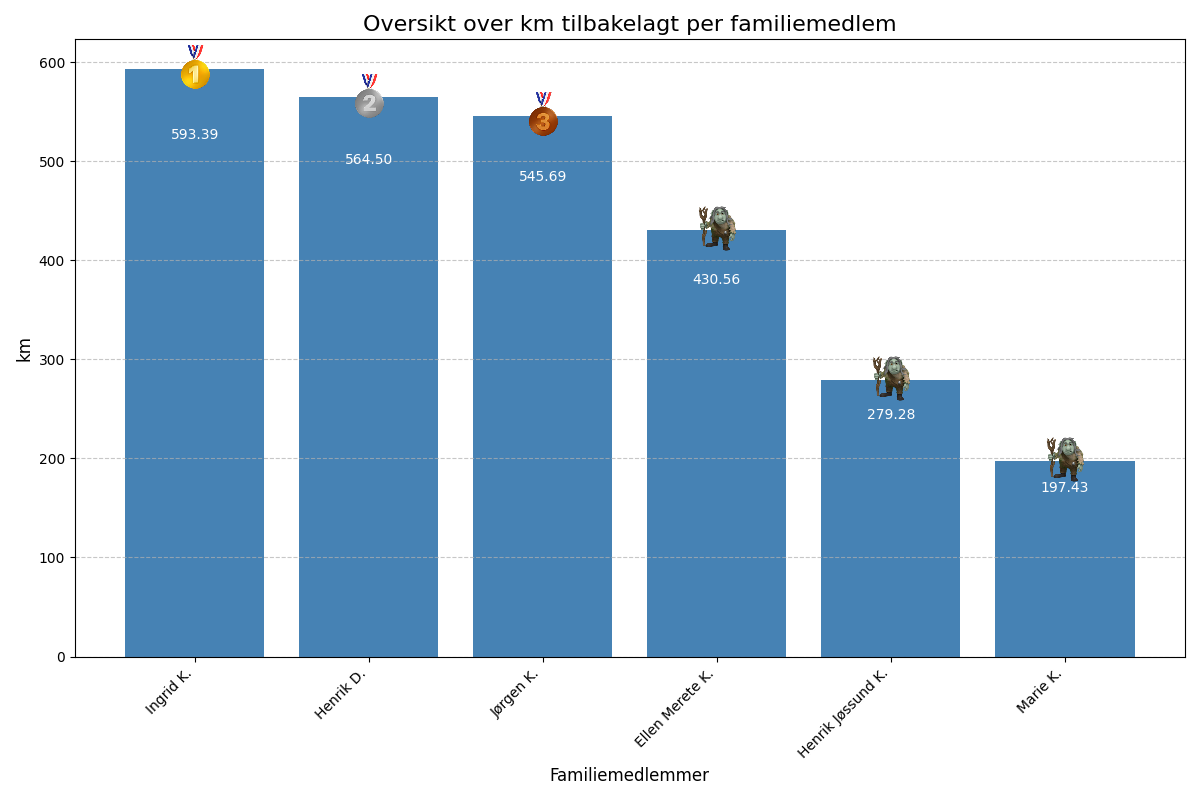 Oversikt over km tilbakelagt per familiemedlem
km
600
500
400
300
200
100
0
1
2
3
593.39
564.50
545.69
430.56
279.28
197.43
Ingrid K.
Henrik D.
Jørgen K.
Ellen Merete K.
Henrik Jøssund K.
Marie K.
Familiemedlemmer